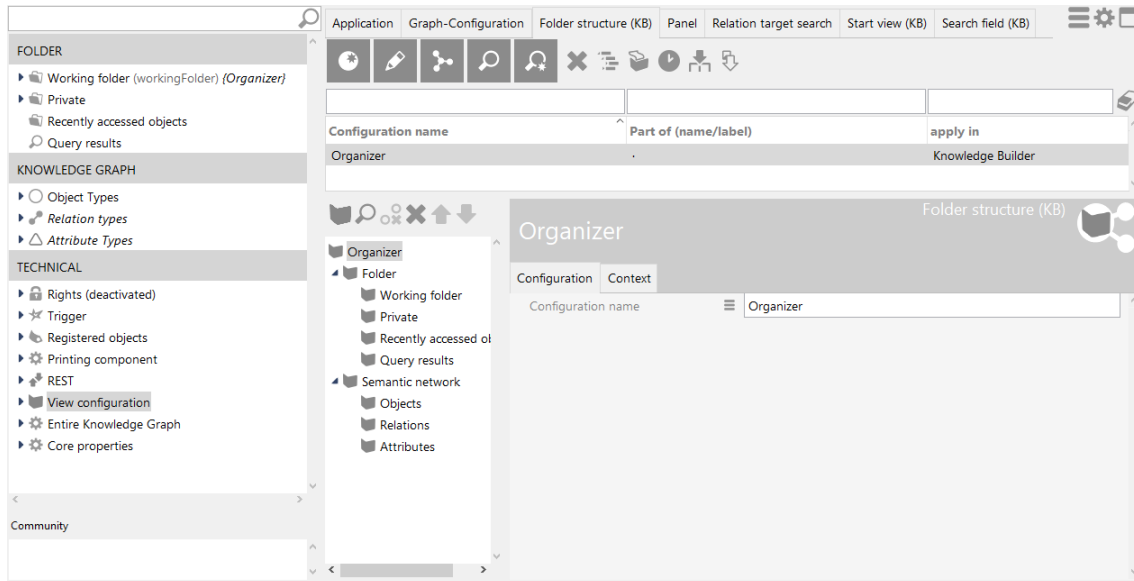 Application Graph-Configuration Folder structure (KB) Panel Relation target search Start view (KB) Search field (KB)
FOLDER
Working folder (workingFolder) {Organizer}
Private
Recently accessed objects
Query results
KNOWLEDGE GRAPH
Object Types
Relation types
Attribute Types
TECHNICAL
Rights (deactivated)
Trigger
Registered objects
Printing component
REST
View configuration
Entire Knowledge Graph
Core properties
Community
Configuration name Part of (name/label) apply in
Organizer . Knowledge Builder
Organizer
Folder
Working folder
Private
Recently accessed ob
Query results
Semantic network
Objects
Relations
Attributes
Folder structure (KB)
Organizer
Configuration Context
Configuration name Organizer